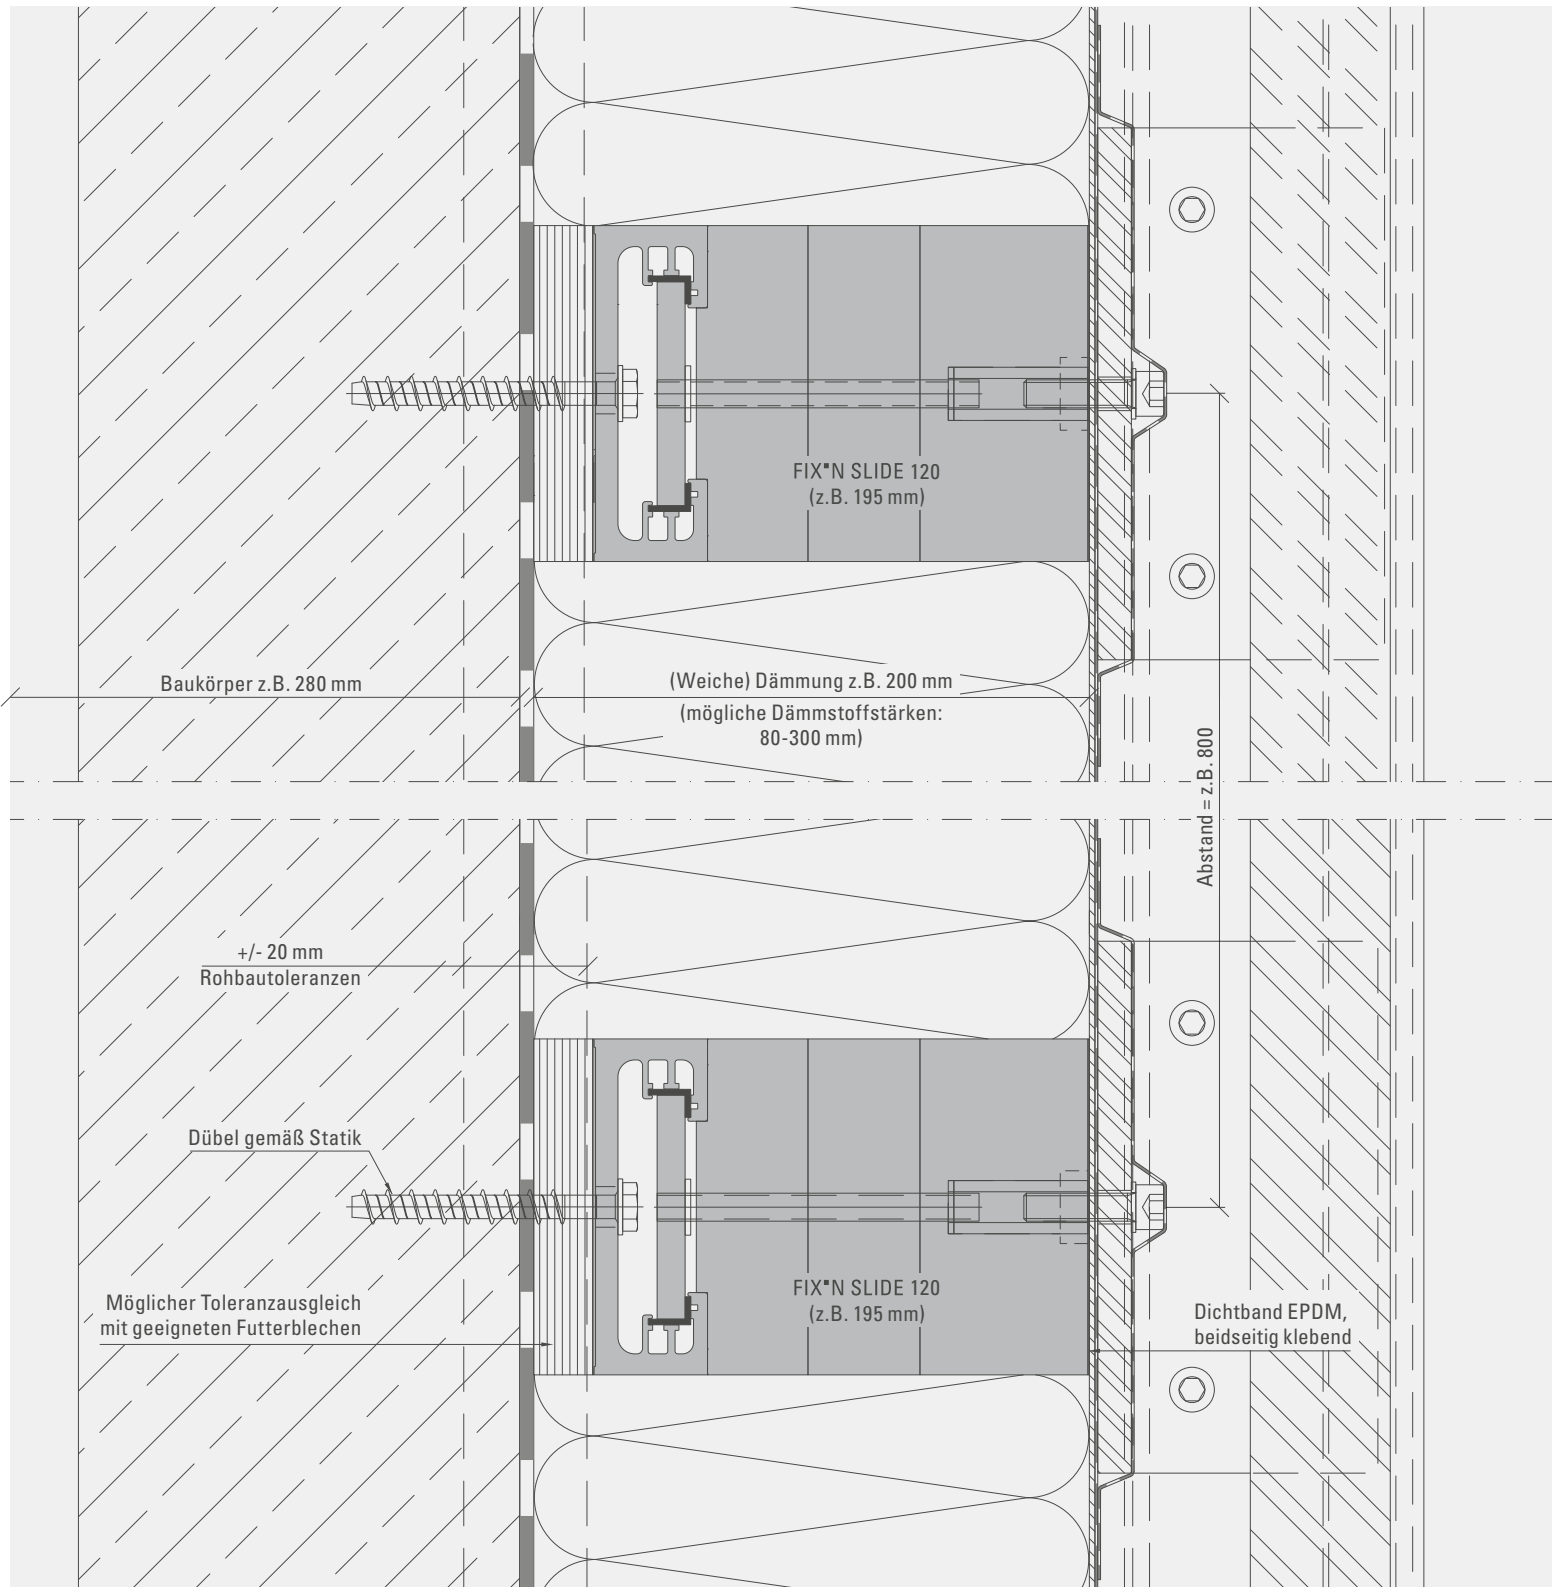 FIX■N SLIDE 120
(z.B. 195 mm)
Baukörper z.B. 280 mm
(Weiche) Dämmung z.B. 200 mm
(mögliche Dämmstoffstärken:
80-300 mm)
Abstand = z.B. 800
+/- 20 mm
Rohbautoleranzen
Dübel gemäß Statik
FIX■N SLIDE 120
(z.B. 195 mm)
Möglicher Toleranzausgleich
mit geeigneten Futterblechen
Dichtband EPDM,
beidseitig klebend